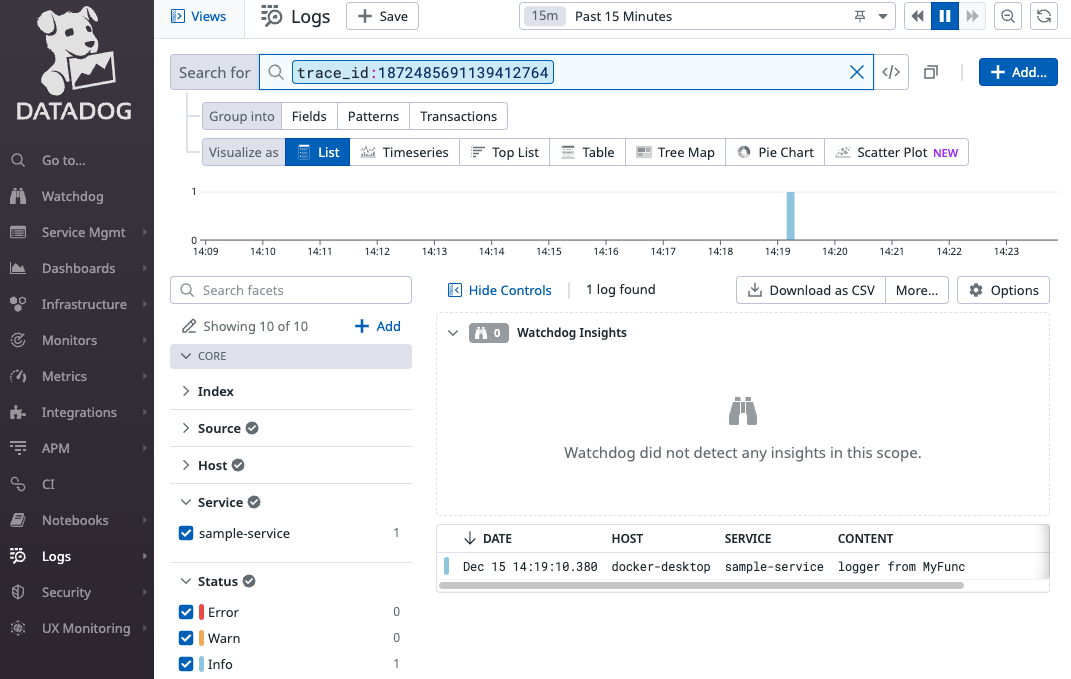 DATADOG
Go to...
Watchdog
Service Mgmt
Dashboards
Infrastructure
Monitors
Metrics
Integrations
APM
CI
Notebooks
Logs
Security
UX Monitoring
Views
Logs
Save
15m Past 15 Minutes
Search for trace_id:1872485691139412764
</>
Add...
Group into Fields Patterns Transactions
Visualize as List Timeseries Top List Table Tree Map Pie Chart Scatter Plot NEW
1
0
14:09 14:10 14:11 14:12 14:13 14:14 14:15 14:16 14:17 14:18 14:19 14:20 14:21 14:22 14:23
Search facets
Showing 10 of 10 Add
CORE
Index
Source
Host
Service
sample-service 1
Status
Error 0
Warn 0
Info 1
Hide Controls 1 log found Download as CSV More... Options
0 Watchdog Insights
Watchdog did not detect any insights in this scope.
DATE HOST SERVICE CONTENT
Dec 15 14:19:10.380 docker-desktop sample-service logger from MyFunc